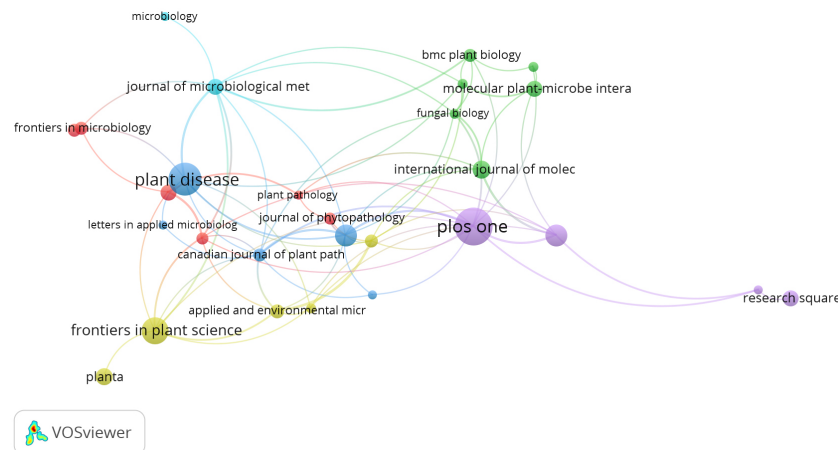 microbiology
bmc plant biology
journal of microbiological met
molecular plant-microbe intera
fungal biology
frontiers in microbiology
international journal of molec
plant disease
plant pathology
journal of phytopathology
letters in applied microbiolog
plos one
canadian journal of plant path
research square
applied and environmental micr
frontiers in plant science
planta
VOSviewer